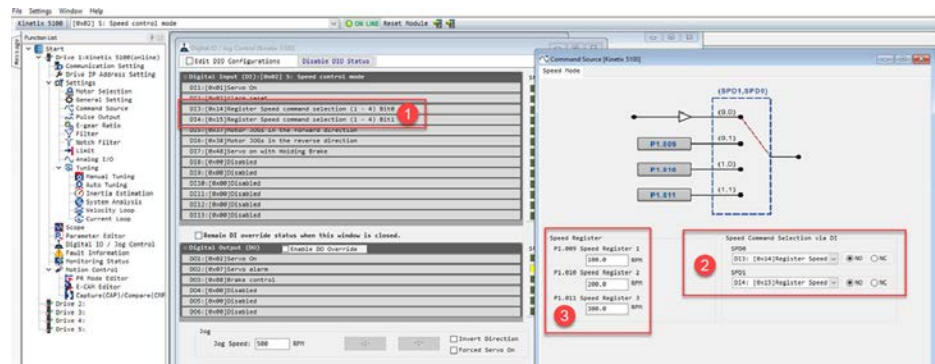 File Settings Window Help
Kinetix 5100 [0x02] S: Speed control mode ON LINE Reset Module
Message
Function List
Start
Drive 1:Kinetix 5100(online)
Communication Setting
Drive IP Address Setting
Settings
Motor Selection
General Setting
Command Source
Pulse Output
E-gear Ratio
Filter
Notch Filter
Limit
Analog I/O
Tuning
Manual Tuning
Auto Tuning
Inertia Estimation
System Analysis
Velocity Loop
Current Loop
Scope
Parameter Editor
Digital IO / Jog Control
Fault Information
Monitoring Status
Motion Control
PR Mode Editor
E-CAM Editor
Capture(CAP)/Compare(CMP
Drive 2:
Drive 3:
Drive 4:
Drive 5:
Digital IO / Jog Control [Kinetix 5100]
Edit DIO Configurations Disable DIO Status
Digital Input (DI):[0x02] S: Speed control mode
DI1:[0x01]Servo On
DI3:[0x14]Register Speed command selection (1 - 4) Bit0
DI4:[0x15]Register Speed command selection (1 - 4) Bit1
1
DI5:[0x37]Motor JOGs in the forward direction
DI6:[0x38]Motor JOGs in the reverse direction
DI7:[0x48]Servo on with Holding Brake
DI8:[0x00]Disabled
DI9:[0x00]Disabled
DI10:[0x00]Disabled
DI11:[0x00]Disabled
DI12:[0x00]Disabled
DI13:[0x00]Disabled
Remain DI override status when this window is closed.
Digital Output (DO) Enable DO Override
DO1:[0x02]Servo On
DO2:[0x07]Servo alarm
DO3:[0x08]Brake control
DO4:[0x00]Disabled
DO5:[0x00]Disabled
DO6:[0x00]Disabled
Jog
Jog Speed: 500 RPM
Invert Direction
Forced Servo On
Command Source [Kinetix 5100]
Speed Mode
(SPD1,SPD0)
(0.0)
P1.009 (0.1)
P1.010 (1.0)
P1.011 (1.1)
Speed Register
P1.009 Speed Register 1
100.0 RPM
P1.010 Speed Register 2
200.0 RPM
P1.011 Speed Register 3
300.0 RPM
3
Speed Command Selection via DI
SPD0
DI3: [0x14]Register Speed NO NC
2
SPD1
DI4: [0x15]Register Speed NO NC